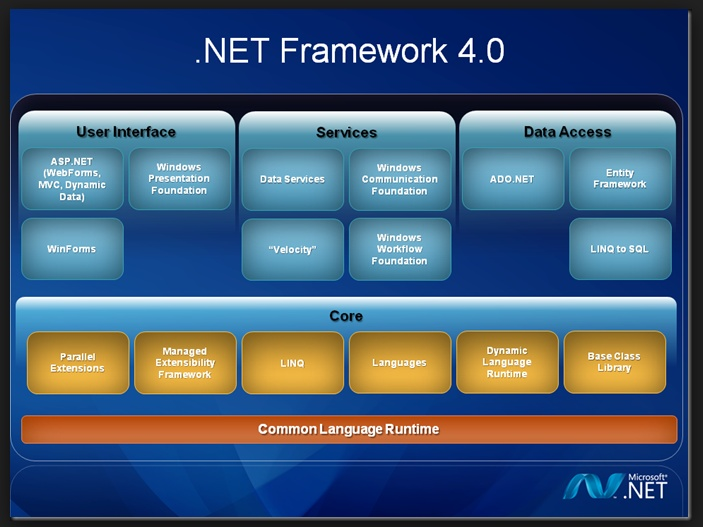 .NET Framework 4.0
User Interface
ASP.NET
(WebForms,
MVC, Dynamic
Data)
Windows
Presentation
Foundation
WinForms
Services
Data Services
Windows
Communication
Foundation
“Velocity”
Windows
Workflow
Foundation
Data Access
ADO.NET
Entity
Framework
LINQ to SQL
Core
Parallel
Extensions
Managed
Extensibility
Framework
LINQ
Languages
Dynamic
Language
Runtime
Base Class
Library
Common Language Runtime
Microsoft®
.NET